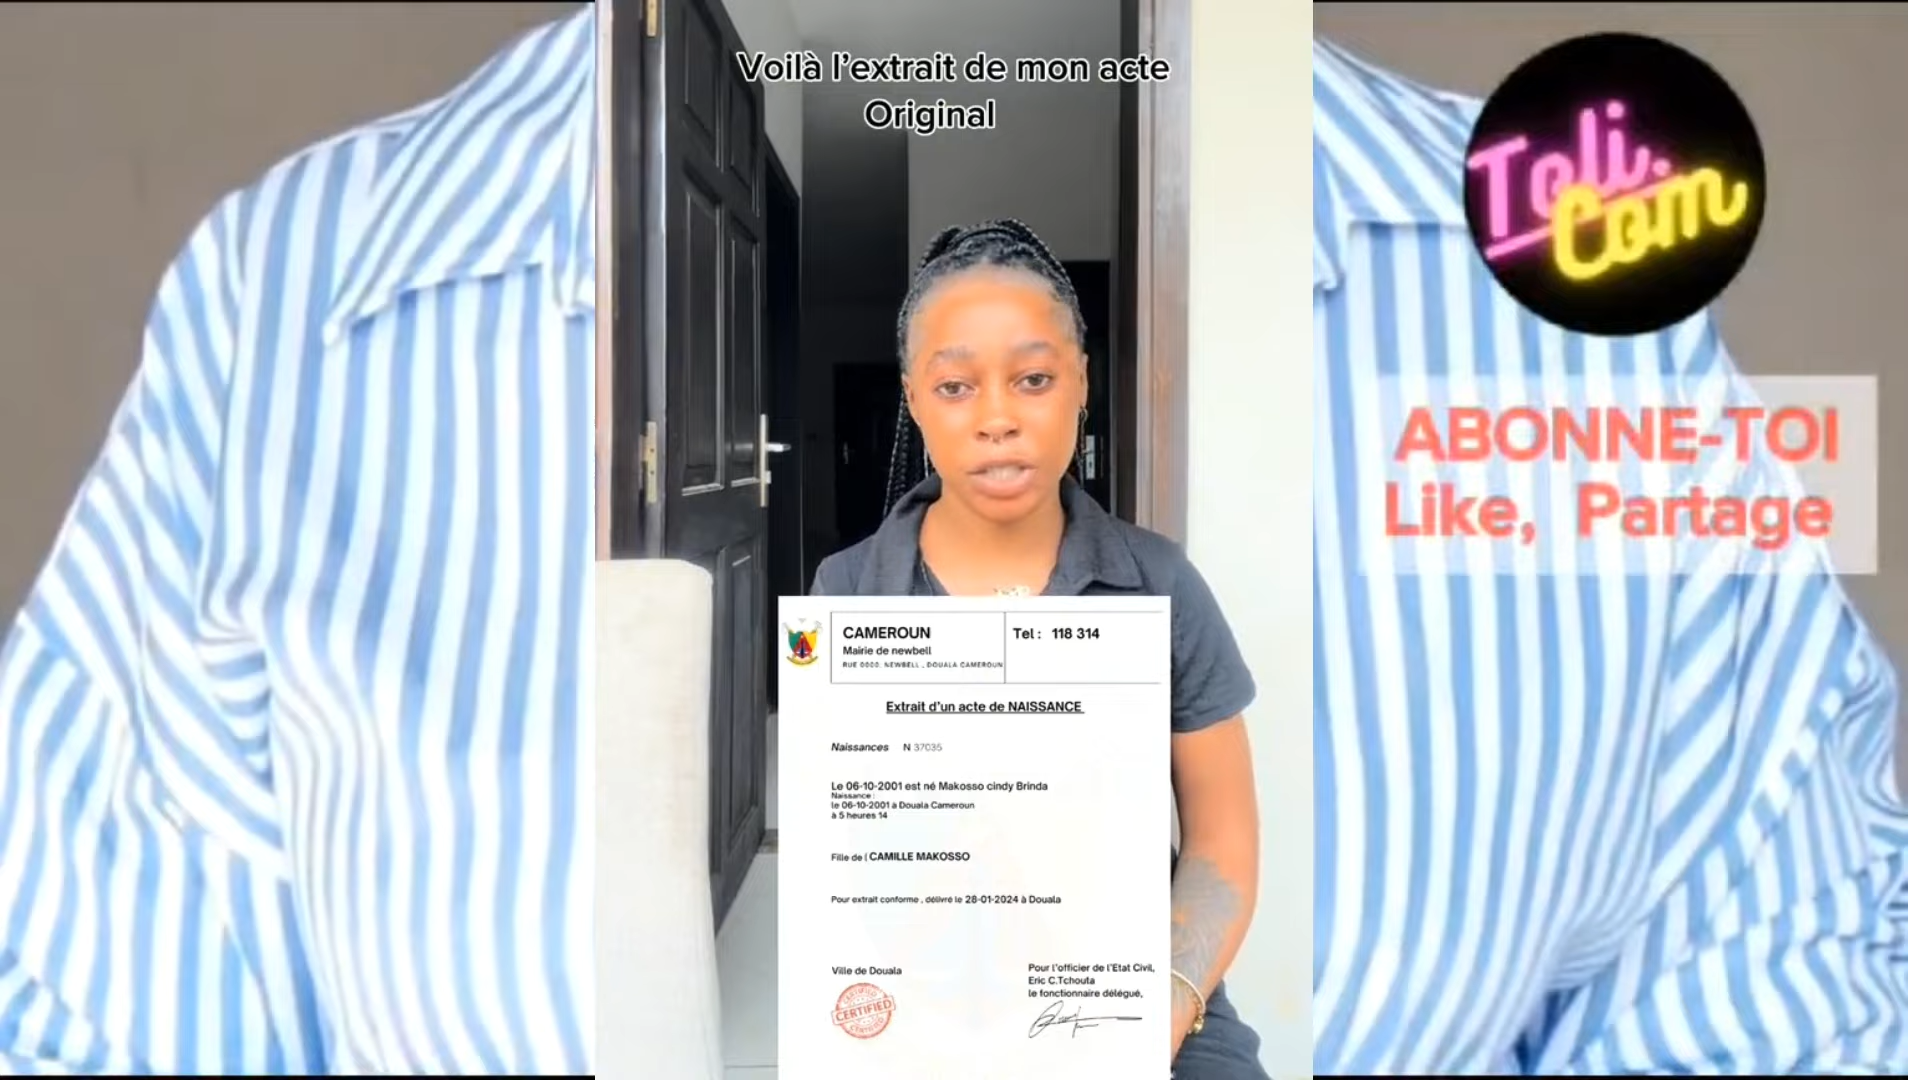 Voilà l'extrait de mon acte
Original
Toli.
Com
ABONNE-TOI
Like, Partage
CAMEROUN
Mairie de newbell
RUE 0000, NEWBELL , DOUALA CAMEROUN
Tel : 118 314
Extrait d'un acte de NAISSANCE
Naissances N 37035
Le 06-10-2001 est né Makosso cindy Brinda
Naissance :
le 06-10-2001 à Douala Cameroun
à 5 heures 14
Fille de ( CAMILLE MAKOSSO
Pour extrait conforme , délivré le 28-01-2024 à Douala
Ville de Douala
Pour l'officier de l'Etat Civil,
Eric C.Tchouta
le fonctionnaire délégué,
CERTIFIED
CERTIFIED
CERTIFIED